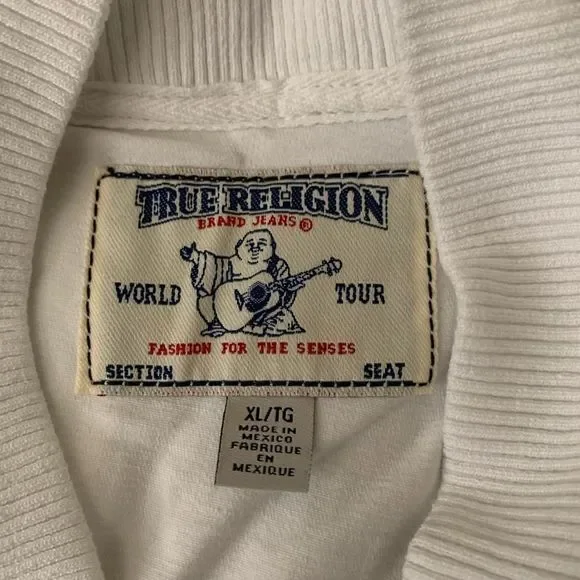 TRUE RELIGION
BRAND JEANS®
WORLD TOUR
FASHION FOR THE SENSES
SECTION SEAT
XL/TG
MADE IN
MEXICO
FABRIQUE
EN
MEXIQUE